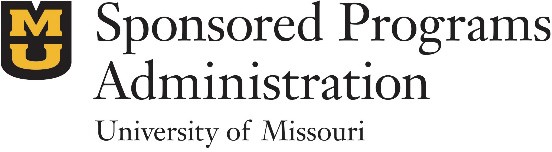 MU
Sponsored Programs
Administration
University of Missouri